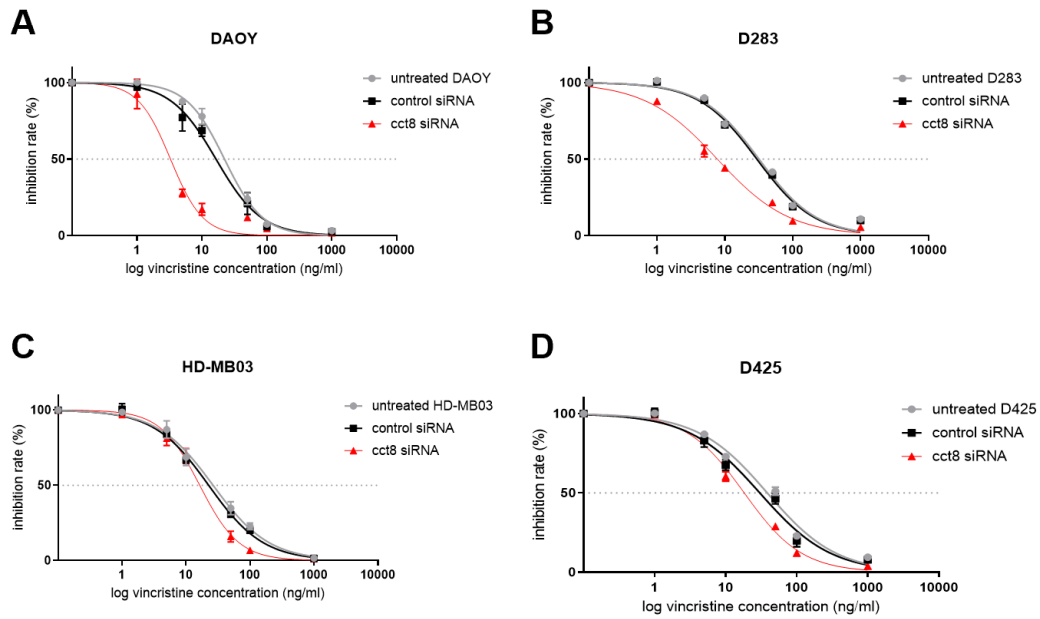 A
DAOY
inhibition rate (%)
100
50
0
1 10 100 1000 10000
log vincristine concentration (ng/ml)
untreated DAOY
control siRNA
cct8 siRNA
B
D283
inhibition rate (%)
100
50
0
1 10 100 1000 10000
log vincristine concentration (ng/ml)
untreated D283
control siRNA
cct8 siRNA
C
HD-MB03
inhibition rate (%)
100
50
0
1 10 100 1000 10000
log vincristine concentration (ng/ml)
untreated HD-MB03
control siRNA
cct8 siRNA
D
D425
inhibition rate (%)
100
50
0
1 10 100 1000 10000
log vincristine concentration (ng/ml)
untreated D425
control siRNA
cct8 siRNA